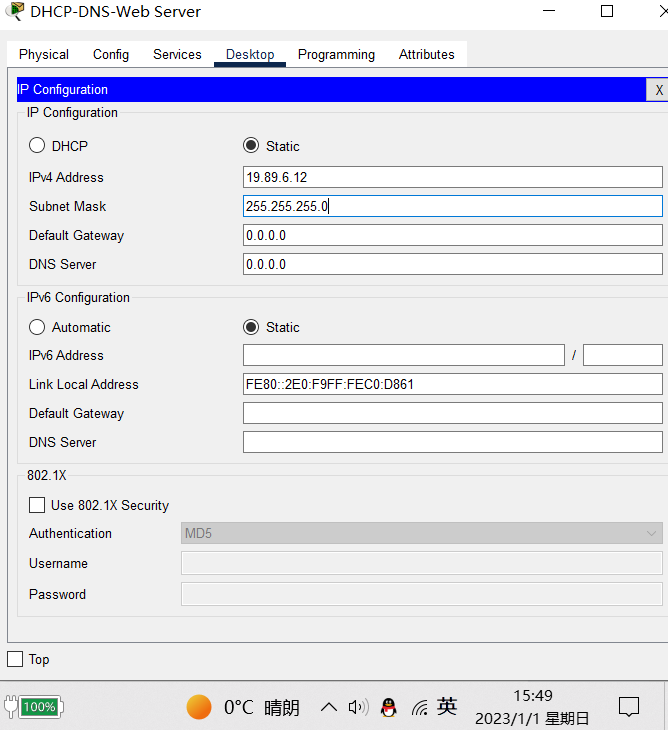 DHCP-DNS-Web Server
Physical Config Services Desktop Programming Attributes
IP Configuration X
IP Configuration
DHCP Static
IPv4 Address 19.89.6.12
Subnet Mask 255.255.255.0
Default Gateway 0.0.0.0
DNS Server 0.0.0.0
IPv6 Configuration
Automatic Static
IPv6 Address /
Link Local Address FE80::2E0:F9FF:FEC0:D861
Default Gateway
DNS Server
802.1X
Use 802.1X Security
Authentication MD5
Username
Password
Top
100% 0°C 晴朗 英 15:49
2023/1/1 星期日